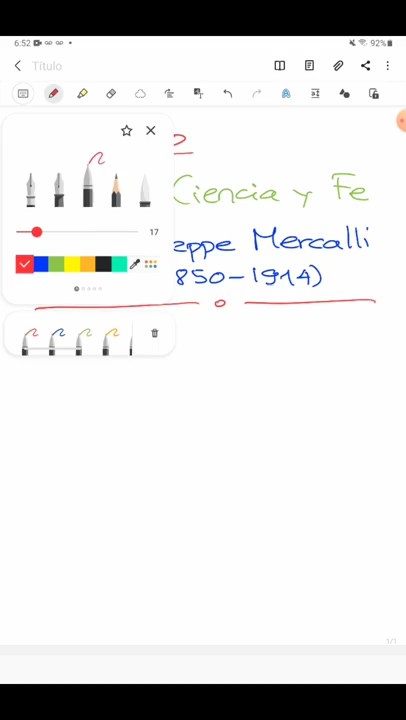 6:52 92%
Título
Ciencia y Fe
17
eppe Mercalli
850-1914)
1/1